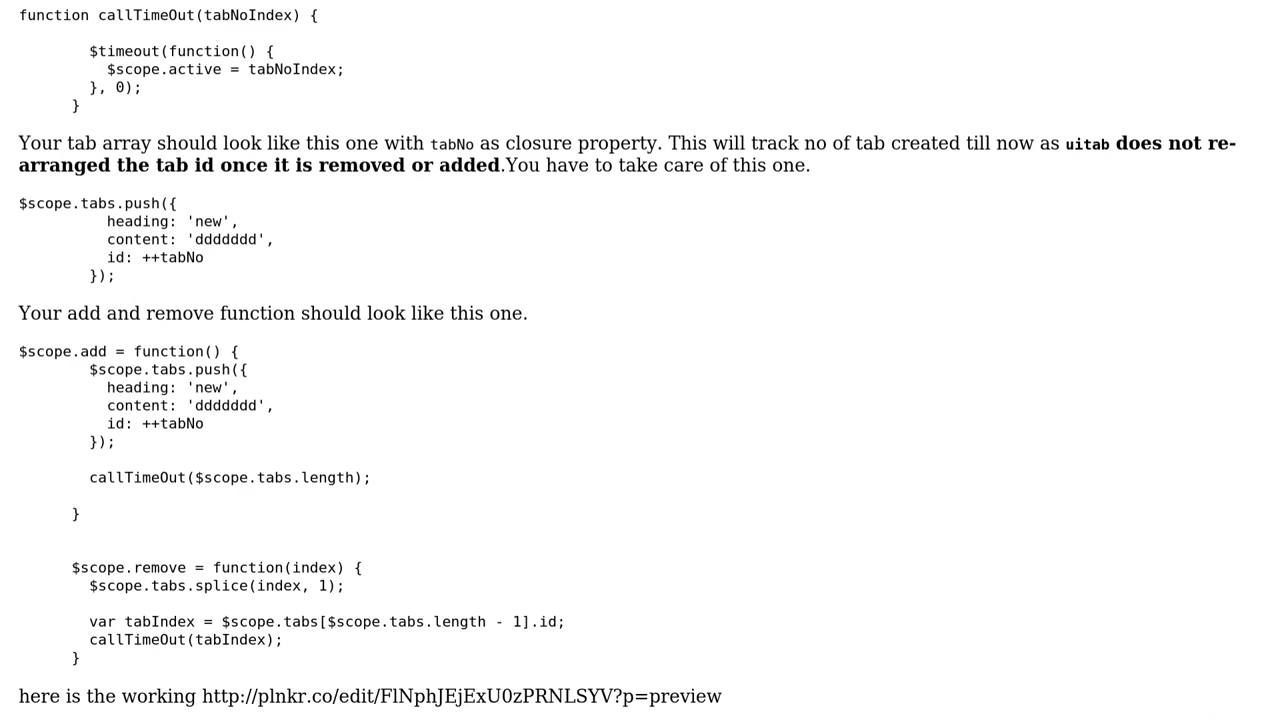 function callTimeOut(tabNoIndex) {
$timeout(function() {
$scope.active = tabNoIndex;
}, 0);
}
Your tab array should look like this one with tabNo as closure property. This will track no of tab created till now as uitab does not re-
arranged the tab id once it is removed or added.You have to take care of this one.
$scope.tabs.push({
heading: 'new',
content: 'ddddddd',
id: ++tabNo
});
Your add and remove function should look like this one.
$scope.add = function() {
$scope.tabs.push({
heading: 'new',
content: 'ddddddd',
id: ++tabNo
});
callTimeOut($scope.tabs.length);
}
$scope.remove = function(index) {
$scope.tabs.splice(index, 1);
var tabIndex = $scope.tabs[$scope.tabs.length - 1].id;
callTimeOut(tabIndex);
}
here is the working http://plnkr.co/edit/FlNphJEjExU0zPRNLSYV?p=preview